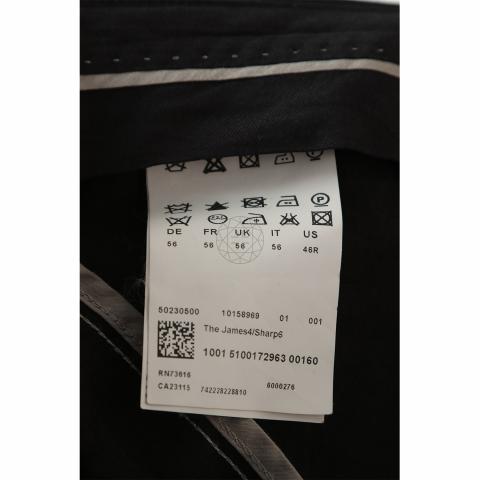 DE FR UK IT US
56 56 56 56 46R
50230500 10158969 01 001
The James4/Sharp6
1001 5100172963 00160
RN73616
CA23115 742228228810 6000276